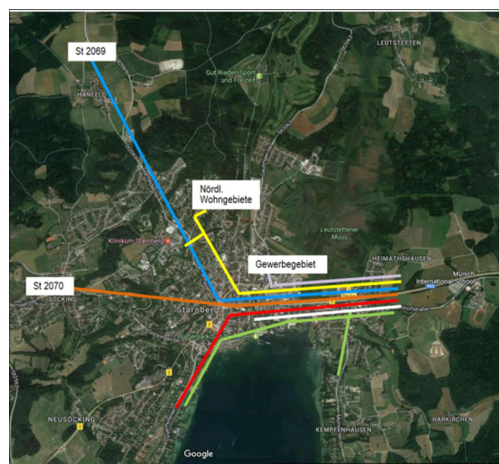 St 2069
LEUTSTETTEN
Gut Rieden Sport
und Freizeit
HANFELD
Nördl.
Wohngebiete
Klinikum Starnberg
Leutstettener
Moos
Gewerbegebiet
HEIMATHSHAUSEN
St 2070
Munich
International School
SÖCKING
Starnberg
NEUSÖCKING
KEMPFENHAUSEN
HARKIRCHEN
Google